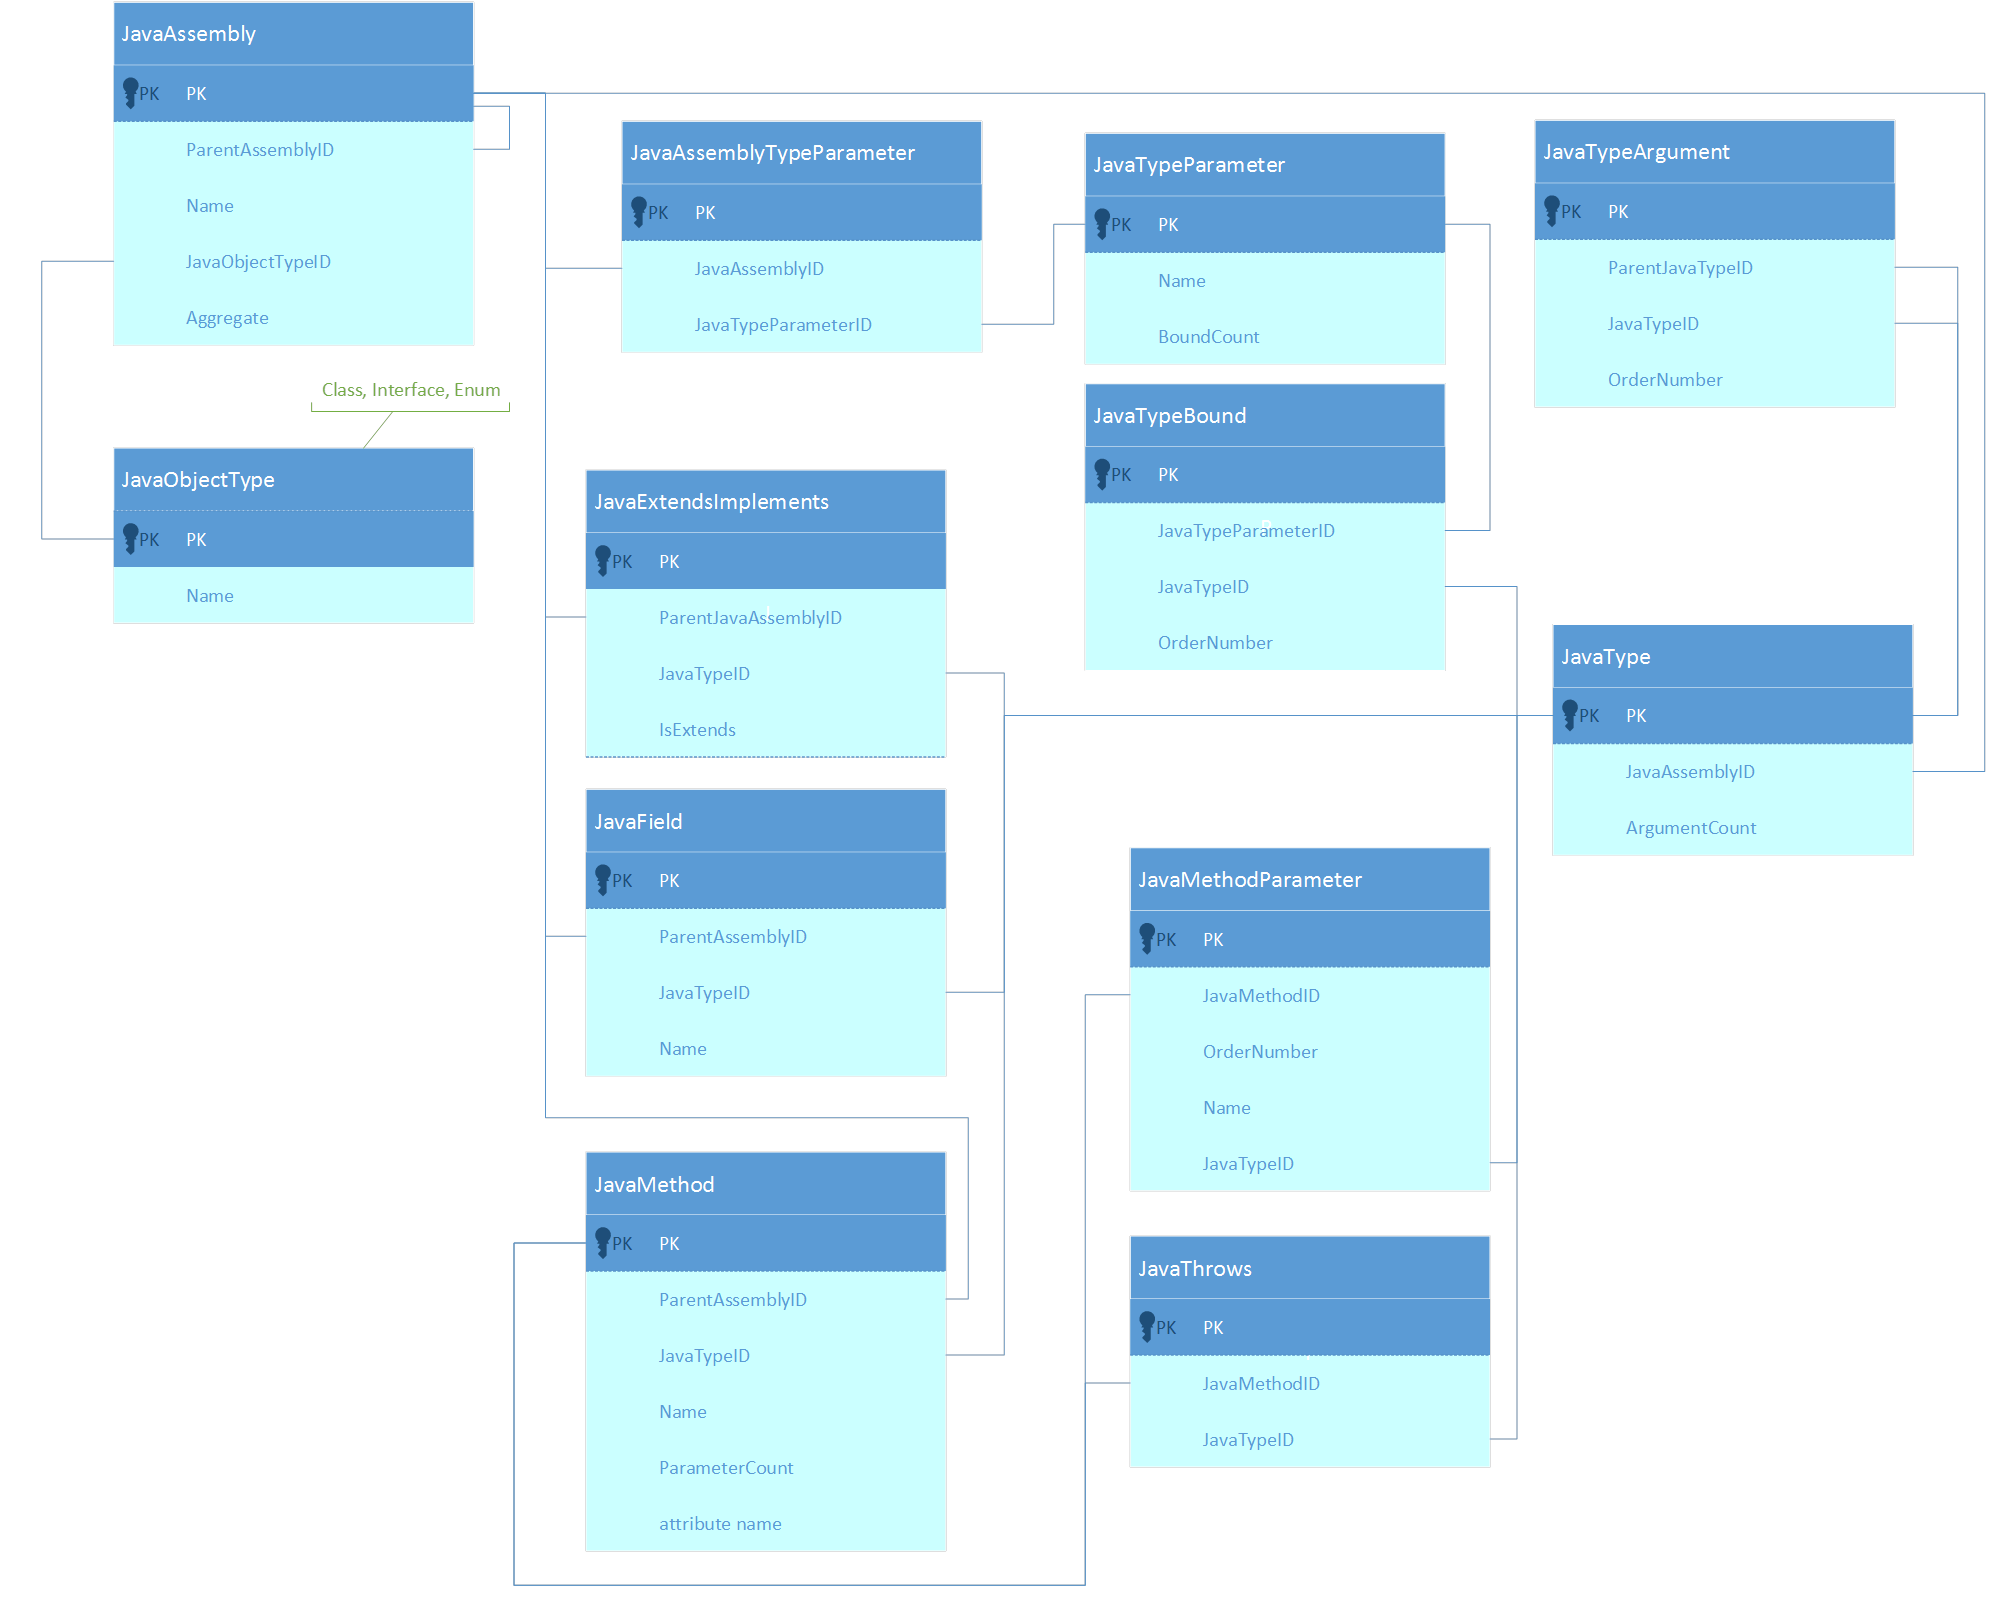 JavaAssembly
PK PK
ParentAssemblyID
Name
JavaObjectTypeID
Aggregate
Class, Interface, Enum
JavaObjectType
PK PK
Name
JavaAssemblyTypeParameter
PK PK
JavaAssemblyID
JavaTypeParameterID
JavaTypeParameter
PK PK
Name
BoundCount
JavaTypeArgument
PK PK
ParentJavaTypeID
JavaTypeID
OrderNumber
JavaTypeBound
PK PK
JavaTypeParameterID
JavaTypeID
OrderNumber
JavaExtendsImplements
PK PK
ParentJavaAssemblyID
JavaTypeID
IsExtends
JavaType
PK PK
JavaAssemblyID
ArgumentCount
JavaField
PK PK
ParentAssemblyID
JavaTypeID
Name
JavaMethodParameter
PK PK
JavaMethodID
OrderNumber
Name
JavaTypeID
JavaMethod
PK PK
ParentAssemblyID
JavaTypeID
Name
ParameterCount
attribute name
JavaThrows
PK PK
JavaMethodID
JavaTypeID